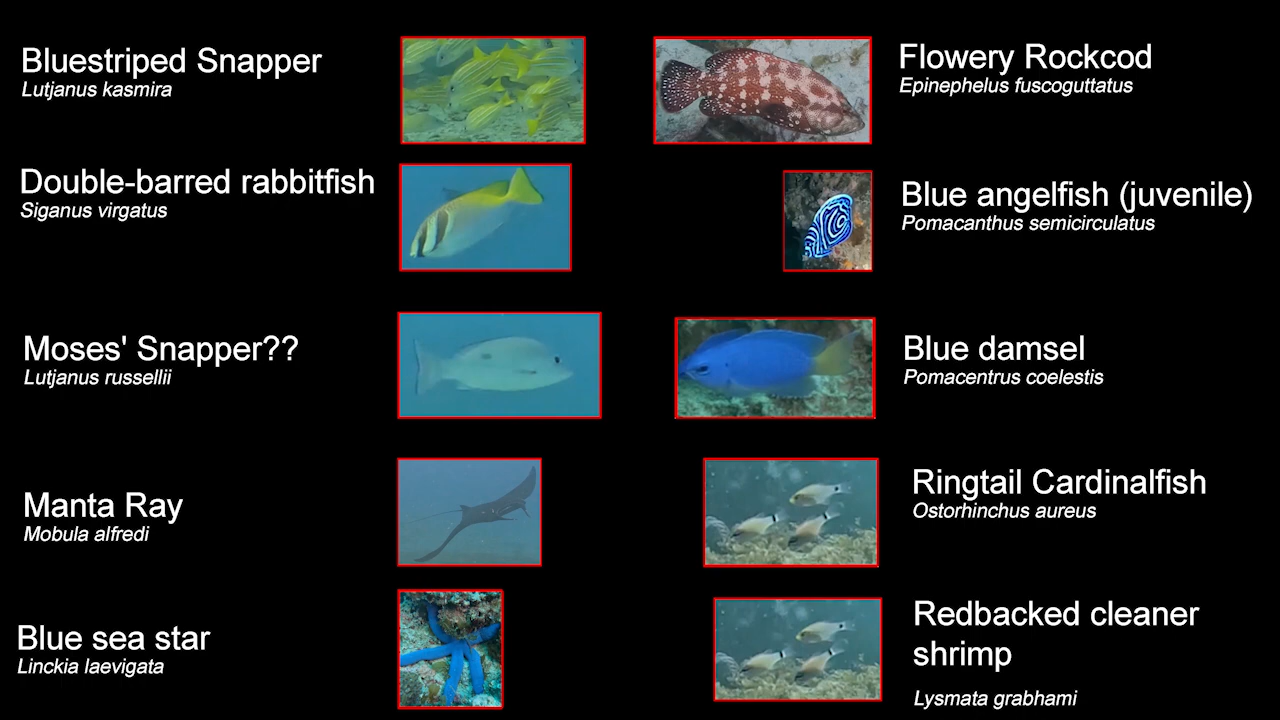 Bluestriped Snapper
Lutjanus kasmira
Double-barred rabbitfish
Siganus virgatus
Moses' Snapper??
Lutjanus russellii
Manta Ray
Mobula alfredi
Blue sea star
Linckia laevigata
Flowery Rockcod
Epinephelus fuscoguttatus
Blue angelfish (juvenile)
Pomacanthus semicirculatus
Blue damsel
Pomacentrus coelestis
Ringtail Cardinalfish
Ostorhinchus aureus
Redbacked cleaner
shrimp
Lysmata grabhami